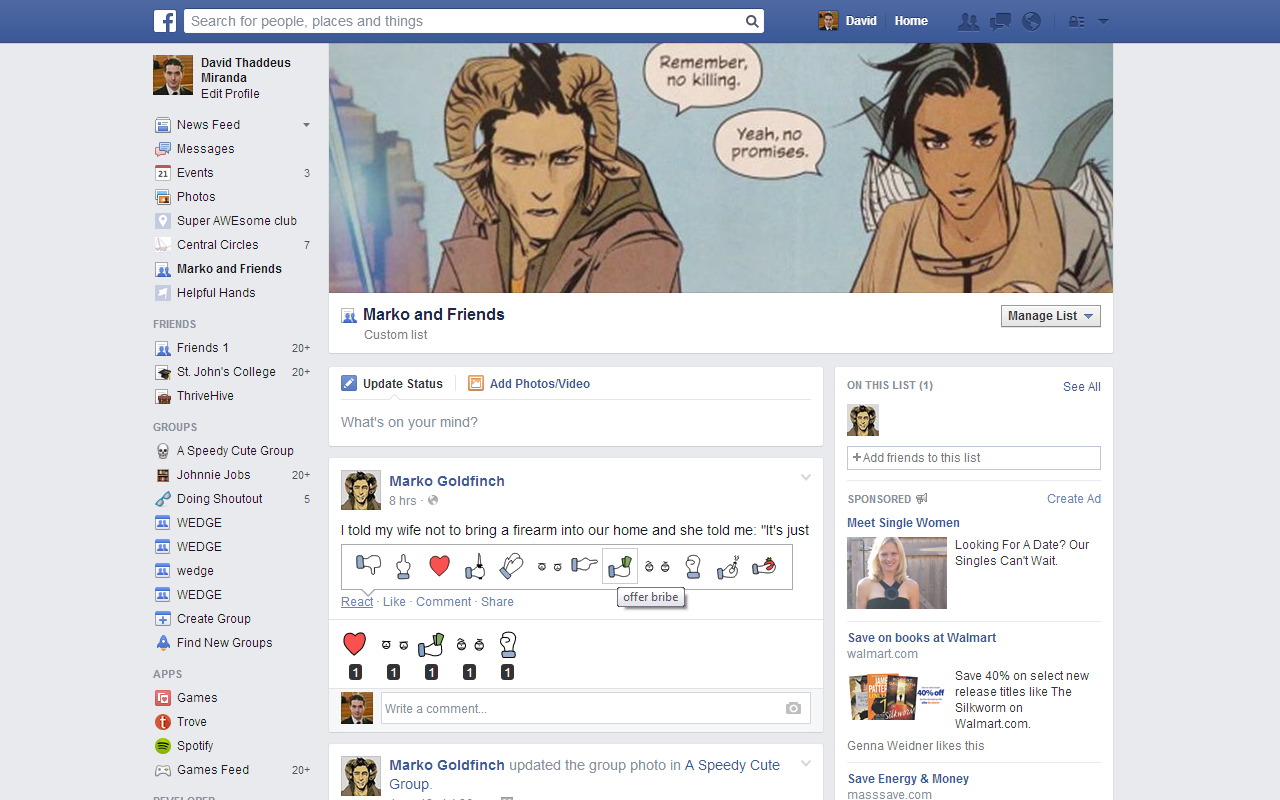 Search for people, places and things
David
Home
David Thaddeus
Miranda
Edit Profile
News Feed
Messages
21
Events 3
Photos
Super AWEsome club
Central Circles 7
Marko and Friends
Helpful Hands
FRIENDS
Friends 1 20+
St. John's College 20+
ThriveHive
GROUPS
A Speedy Cute Group
Johnnie Jobs 20+
Doing Shoutout 5
WEDGE
WEDGE
wedge
WEDGE
Create Group
Find New Groups
APPS
Games
Trove
Spotify
Games Feed 20+
DEVELOPER
Remember,
no killing.
Yeah, no
promises.
Marko and Friends
Custom list
Manage List
Update Status
Add Photos/Video
What's on your mind?
Marko Goldfinch
8 hrs ·
I told my wife not to bring a firearm into our home and she told me: "It's just
offer bribe
React · Like · Comment · Share
1 1 1 1 1
Write a comment...
Marko Goldfinch updated the group photo in A Speedy Cute
Group.
ON THIS LIST (1)
See All
+Add friends to this list
SPONSORED
Create Ad
Meet Single Women
Looking For A Date? Our
Singles Can't Wait.
Save on books at Walmart
walmart.com
40% off
Save 40% on select new
release titles like The
Silkworm on
Walmart.com.
Genna Weidner likes this
Save Energy & Money
masssave.com